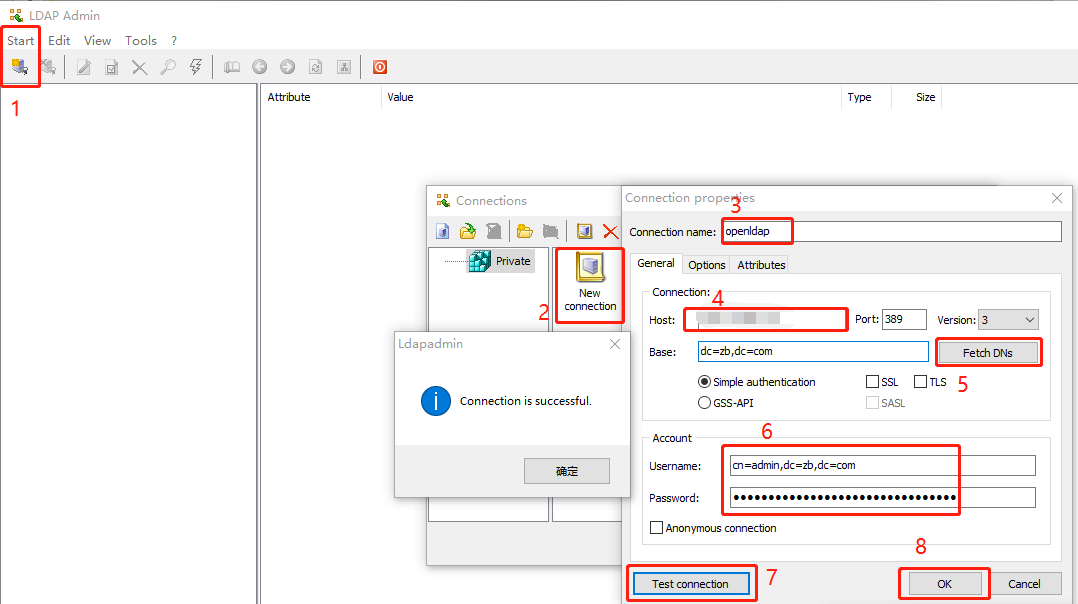 LDAP Admin
Start Edit View Tools ?
1
Attribute Value Type Size
Connections
Private
2
New
connection
Ldapadmin
Connection is successful.
确定
Connection properties
3
Connection name: openldap
General Options Attributes
Connection:
4
Host: Port: 389 Version: 3
Base: dc=zb,dc=com Fetch DNs
5
Simple authentication SSL TLS
GSS-API SASL
Account
6
Username: cn=admin,dc=zb,dc=com
Password: ••••••••••••••••••••••••••••••••
Anonymous connection
7
8
Test connection OK Cancel